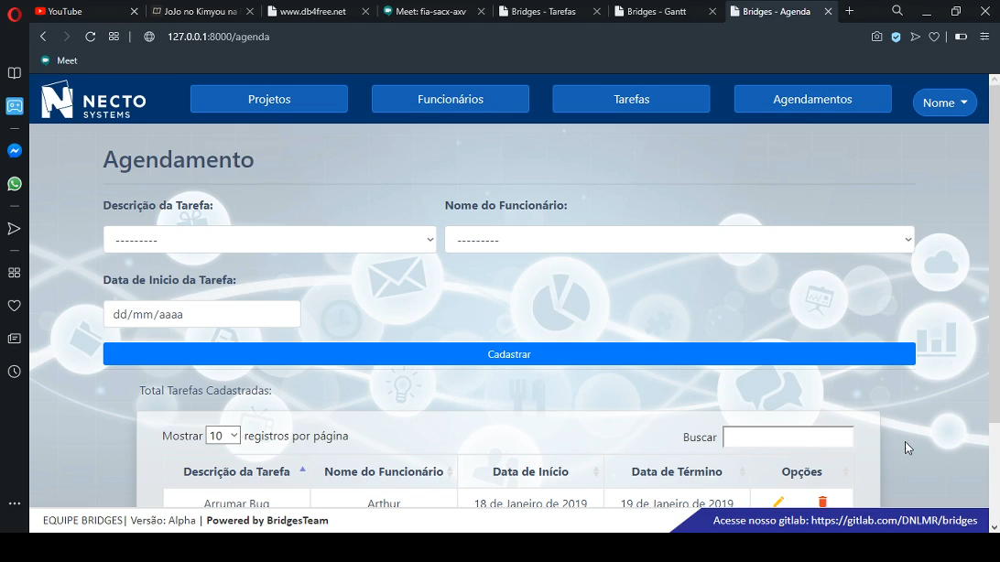 YouTube
JoJo no Kimyou na
www.db4free.net
Meet: fia-sacx-axv
Bridges - Tarefas
Bridges - Gantt
Bridges - Agenda
127.0.0.1:8000/agenda
Meet
NECTO
SYSTEMS
Projetos
Funcionários
Tarefas
Agendamentos
Nome
Agendamento
Descrição da Tarefa:
Nome do Funcionário:
---------
---------
Data de Inicio da Tarefa:
dd/mm/aaaa
Cadastrar
Total Tarefas Cadastradas:
Mostrar 10 registros por página
Buscar
Descrição da Tarefa Nome do Funcionário Data de Início Data de Término Opções
Arrumar Bug Arthur 18 de Janeiro de 2019 19 de Janeiro de 2019
EQUIPE BRIDGES| Versão: Alpha | Powered by BridgesTeam
Acesse nosso gitlab: https://gitlab.com/DNLMR/bridges